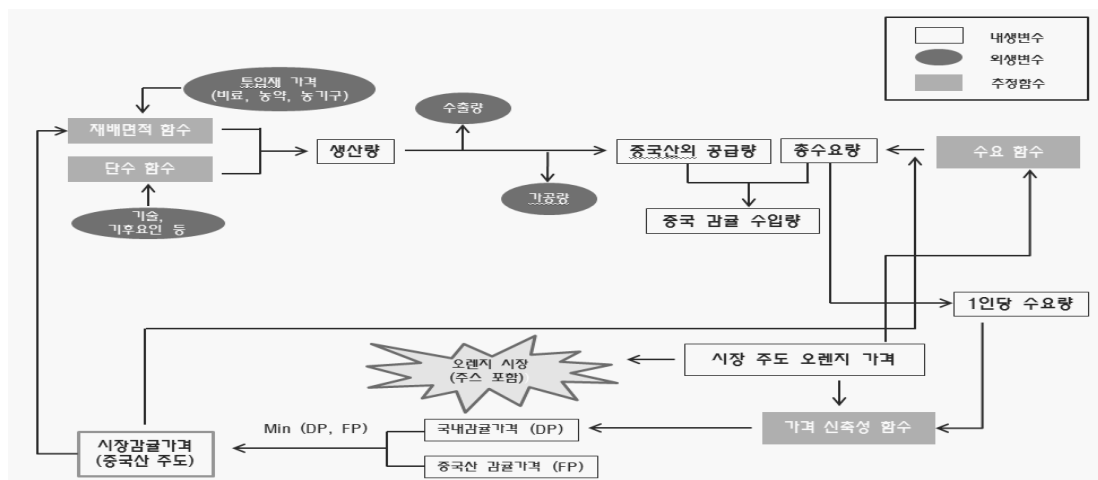 내생변수
외생변수
추정함수
투입재 가격
(비료, 농약, 농기구)
수출량
재배면적 함수
생산량
중국산외 공급량
총수요량
수요 함수
단수 함수
가공량
기술,
기후요인 등
중국 감귤 수입량
1인당 수요량
오렌지 시장
(주스 포함)
시장 주도 오렌지 가격
Min (DP, FP)
국내감귤가격 (DP)
가격 신축성 함수
시장감귤가격
(중국산 주도)
중국산 감귤가격 (FP)